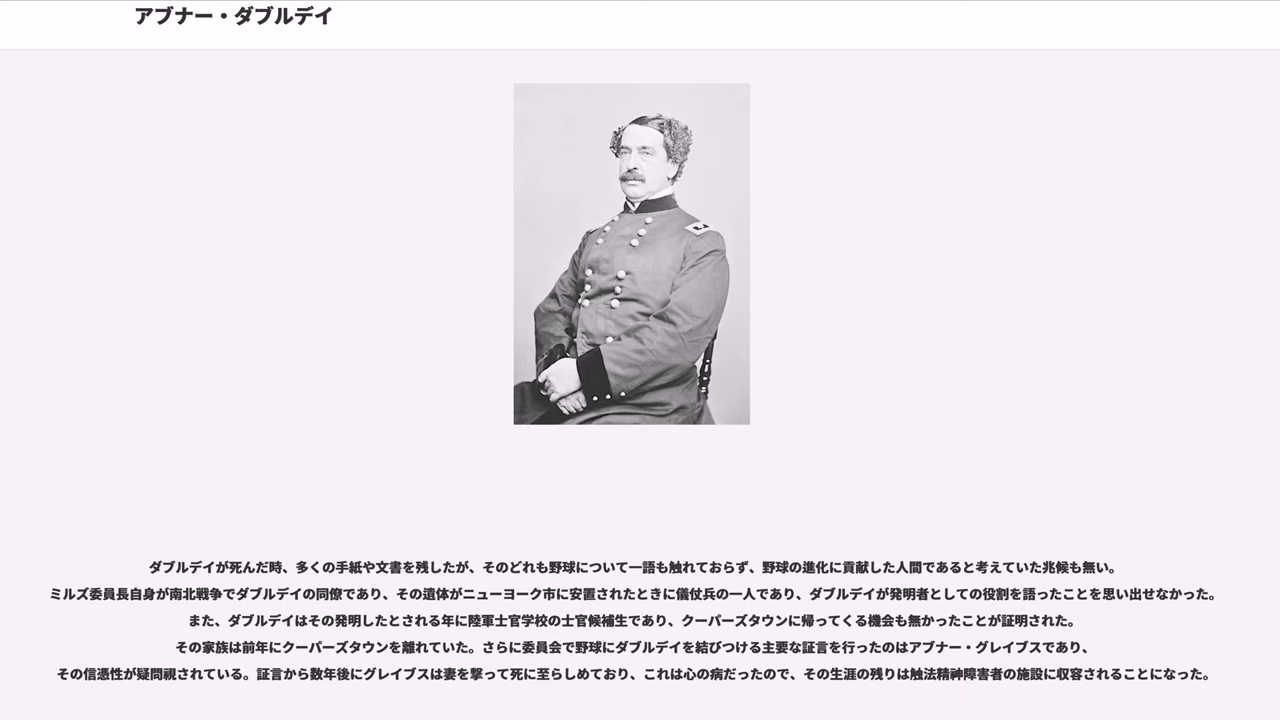 アブナー・ダブルデイ
ダブルデイが死んだ時、多くの手紙や文書を残したが、そのどれも野球について一語も触れておらず、野球の進化に貢献した人間であると考えていた兆候も無い。
ミルズ委員長自身が南北戦争でダブルデイの同僚であり、その遺体がニューヨーク市に安置されたときに儀仗兵の一人であり、ダブルデイが発明者としての役割を語ったことを思い出せなかった。
また、ダブルデイはその発明したとされる年に陸軍士官学校の士官候補生であり、クーパーズタウンに帰ってくる機会も無かったことが証明された。
その家族は前年にクーパーズタウンを離れていた。さらに委員会で野球にダブルデイを結びつける主要な証言を行ったのはアブナー・グレイブスであり、
その信憑性が疑問視されている。証言から数年後にグレイブスは妻を撃って死に至らしめており、これは心の病だったので、その生涯の残りは触法精神障害者の施設に収容されることになった。